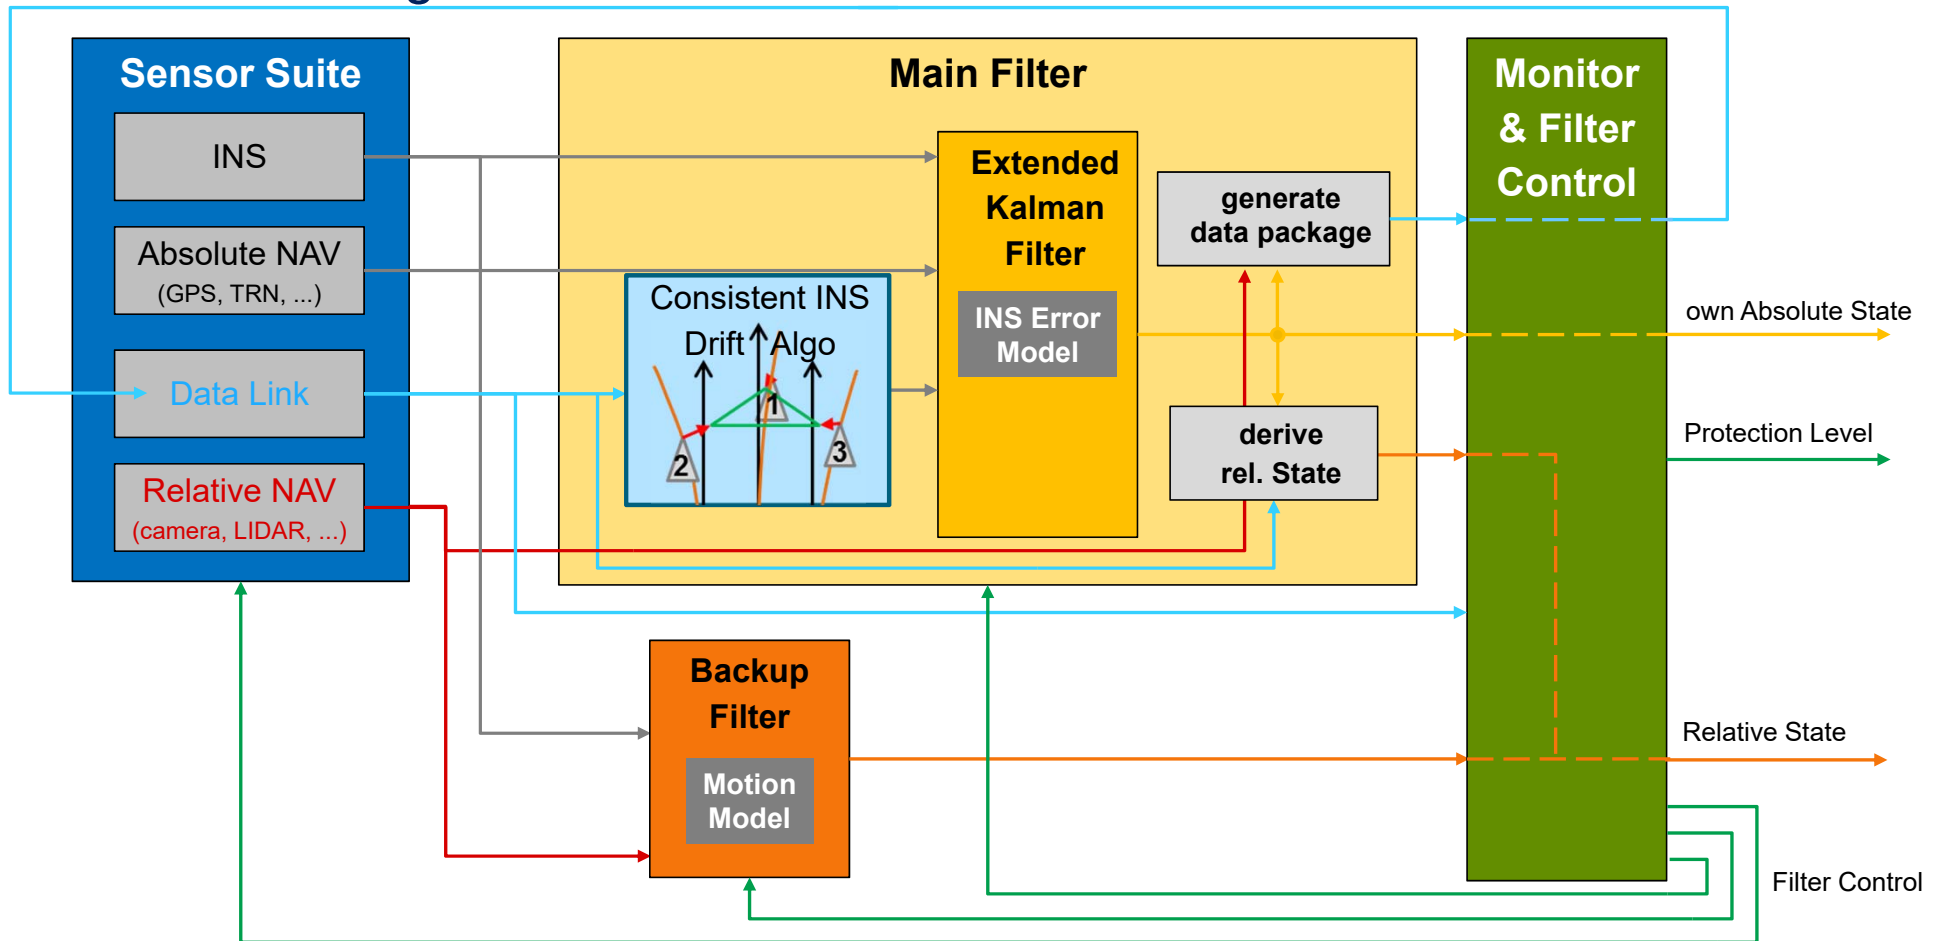 Sensor Suite
INS
Absolute NAV
(GPS, TRN, ...)
Data Link
Relative NAV
(camera, LIDAR, ...)
Main Filter
Consistent INS
Drift Algo
1
2
3
Extended
Kalman
Filter
INS Error
Model
generate
data package
derive
rel. State
Backup
Filter
Motion
Model
Monitor
& Filter
Control
own Absolute State
Protection Level
Relative State
Filter Control